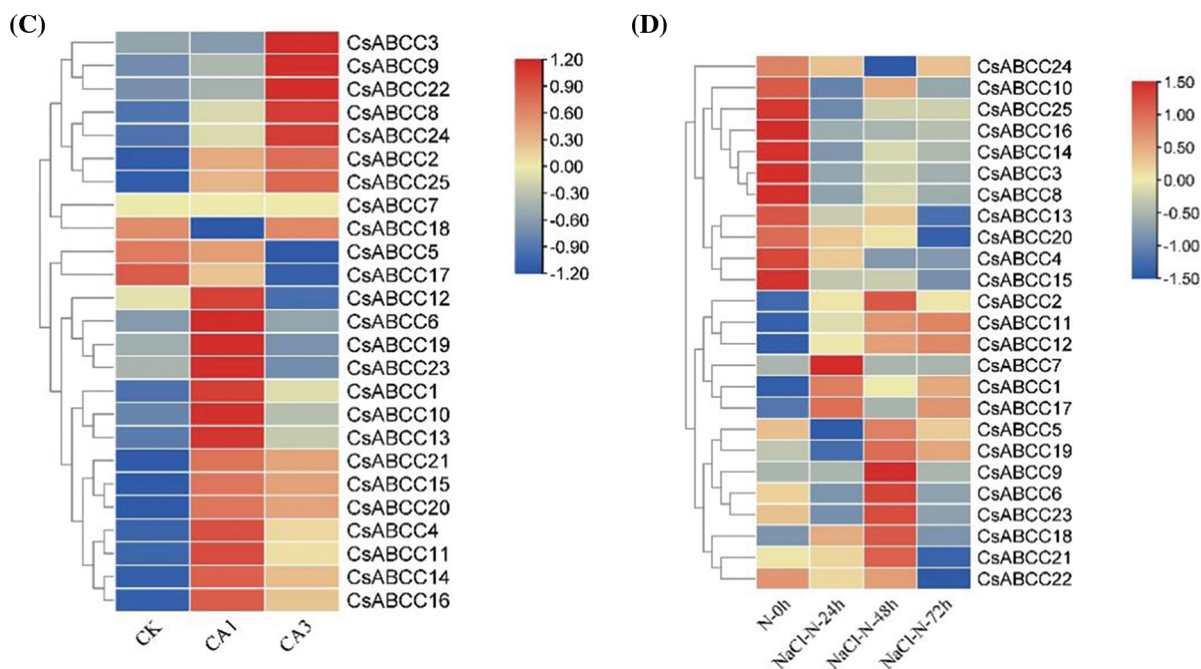 (C)
CsABCC3
CsABCC9
CsABCC22
CsABCC8
CsABCC24
CsABCC2
CsABCC25
CsABCC7
CsABCC18
CsABCC5
CsABCC17
CsABCC12
CsABCC6
CsABCC19
CsABCC23
CsABCC1
CsABCC10
CsABCC13
CsABCC21
CsABCC15
CsABCC20
CsABCC4
CsABCC11
CsABCC14
CsABCC16
CK
CA1
CA3
1.20
0.90
0.60
0.30
0.00
-0.30
-0.60
-0.90
-1.20
(D)
CsABCC24
CsABCC10
CsABCC25
CsABCC16
CsABCC14
CsABCC3
CsABCC8
CsABCC13
CsABCC20
CsABCC4
CsABCC15
CsABCC2
CsABCC11
CsABCC12
CsABCC7
CsABCC1
CsABCC17
CsABCC5
CsABCC19
CsABCC9
CsABCC6
CsABCC23
CsABCC18
CsABCC21
CsABCC22
N-0h
NaCl-N-24h
NaCl-N-48h
NaCl-N-72h
1.50
1.00
0.50
0.00
-0.50
-1.00
-1.50